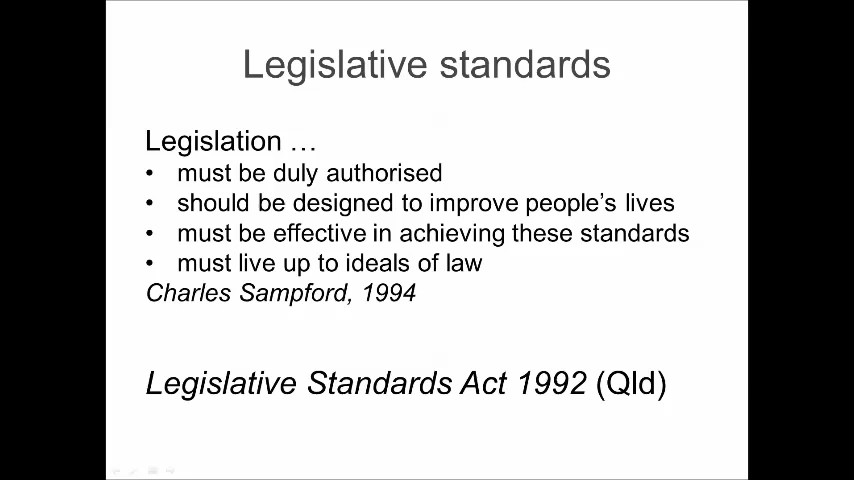 Legislative standards
Legislation …
• must be duly authorised
• should be designed to improve people’s lives
• must be effective in achieving these standards
• must live up to ideals of law
Charles Sampford, 1994
Legislative Standards Act 1992 (Qld)